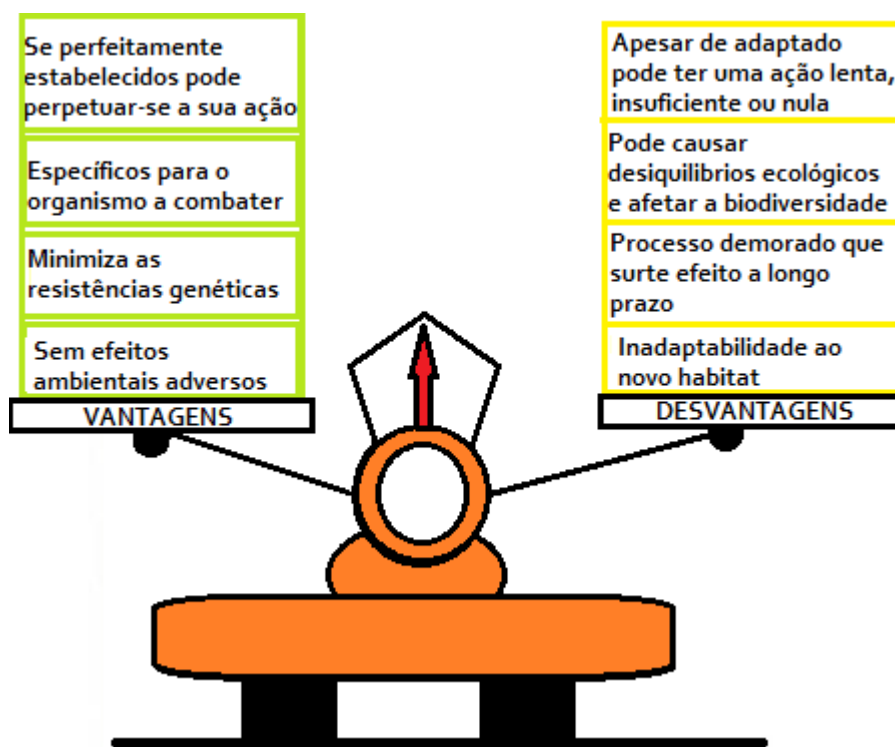 Se perfeitamente
estabelecidos pode
perpetuar-se a sua ação
Específicos para o
organismo a combater
Minimiza as
resistências genéticas
Sem efeitos
ambientais adversos
VANTAGENS
Apesar de adaptado
pode ter uma ação lenta,
insuficiente ou nula
Pode causar
desiquilibrios ecológicos
e afetar a biodiversidade
Processo demorado que
surte efeito a longo
prazo
Inadaptabilidade ao
novo habitat
DESVANTAGENS